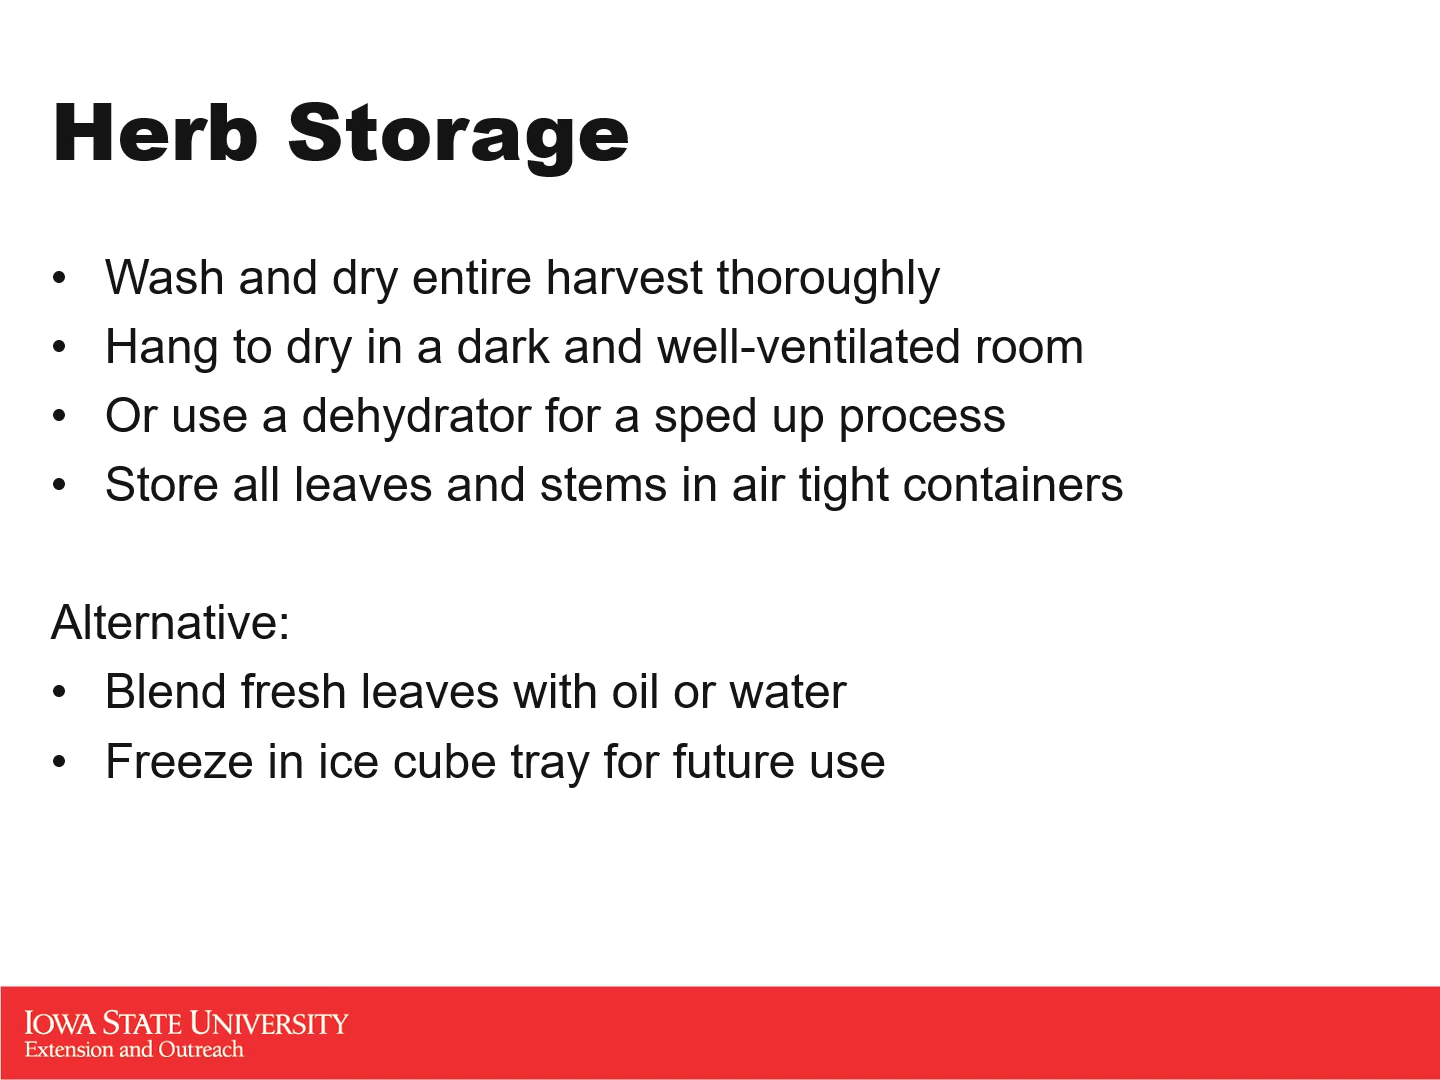 Herb Storage
• Wash and dry entire harvest thoroughly
• Hang to dry in a dark and well-ventilated room
• Or use a dehydrator for a sped up process
• Store all leaves and stems in air tight containers
Alternative:
• Blend fresh leaves with oil or water
• Freeze in ice cube tray for future use
IOWA STATE UNIVERSITY
Extension and Outreach